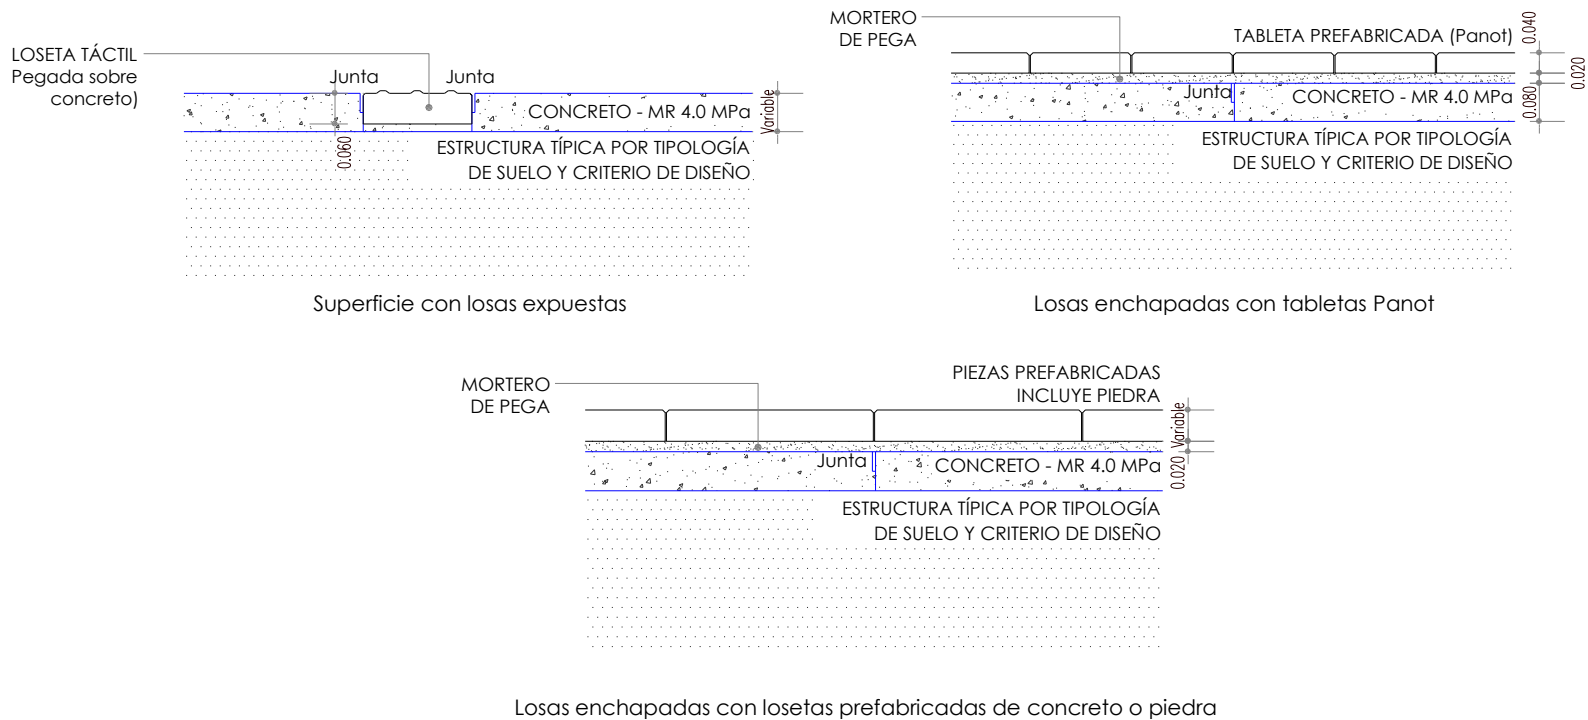 LOSETA TÁCTIL
Pegada sobre
concreto)
Junta
Junta
CONCRETO - MR 4.0 MPa
Variable
0.060
ESTRUCTURA TÍPICA POR TIPOLOGÍA
DE SUELO Y CRITERIO DE DISEÑO
Superficie con losas expuestas
MORTERO
DE PEGA
TABLETA PREFABRICADA (Panot)
0.040
0.020
0.080
Junta
CONCRETO - MR 4.0 MPa
ESTRUCTURA TÍPICA POR TIPOLOGÍA
DE SUELO Y CRITERIO DE DISEÑO
Losas enchapadas con tabletas Panot
MORTERO
DE PEGA
PIEZAS PREFABRICADAS
INCLUYE PIEDRA
Variable
0.020
Junta
CONCRETO - MR 4.0 MPa
ESTRUCTURA TÍPICA POR TIPOLOGÍA
DE SUELO Y CRITERIO DE DISEÑO
Losas enchapadas con losetas prefabricadas de concreto o piedra